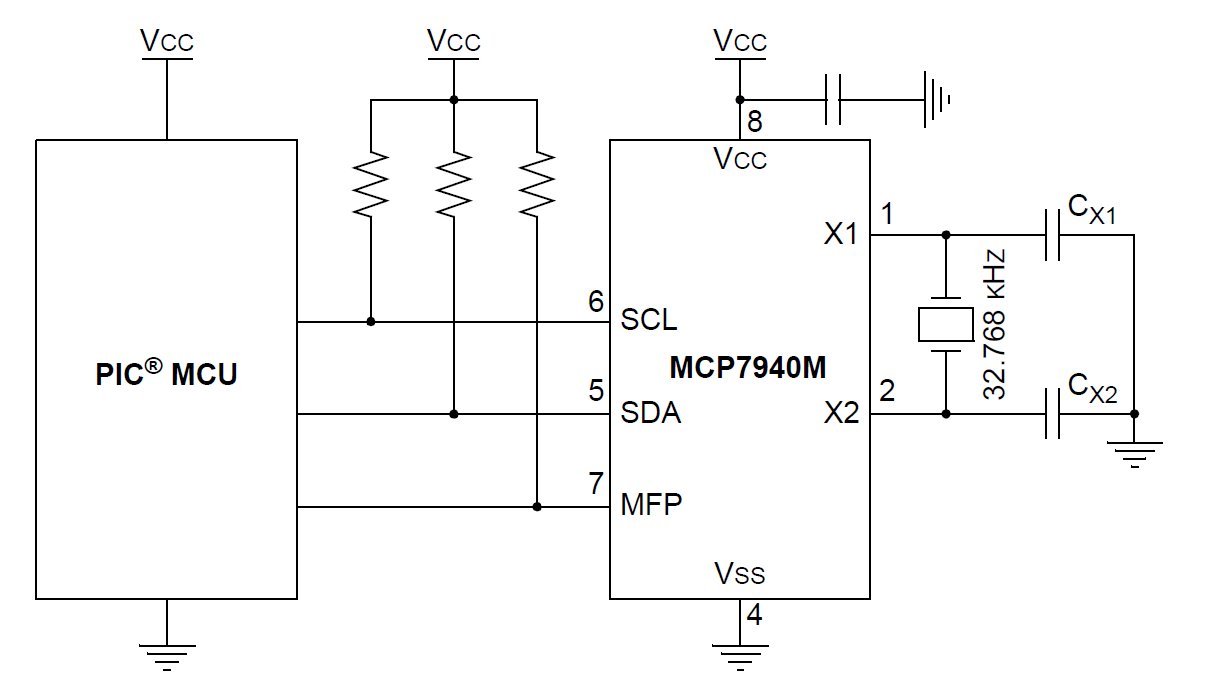 VCC
VCC
VCC
8
VCC
1
CX1
X1
32.768 KHZ
6
SCL
PIC® MCU
MCP7940M
5
SDA
2
CX2
X2
7
MFP
VSS
4